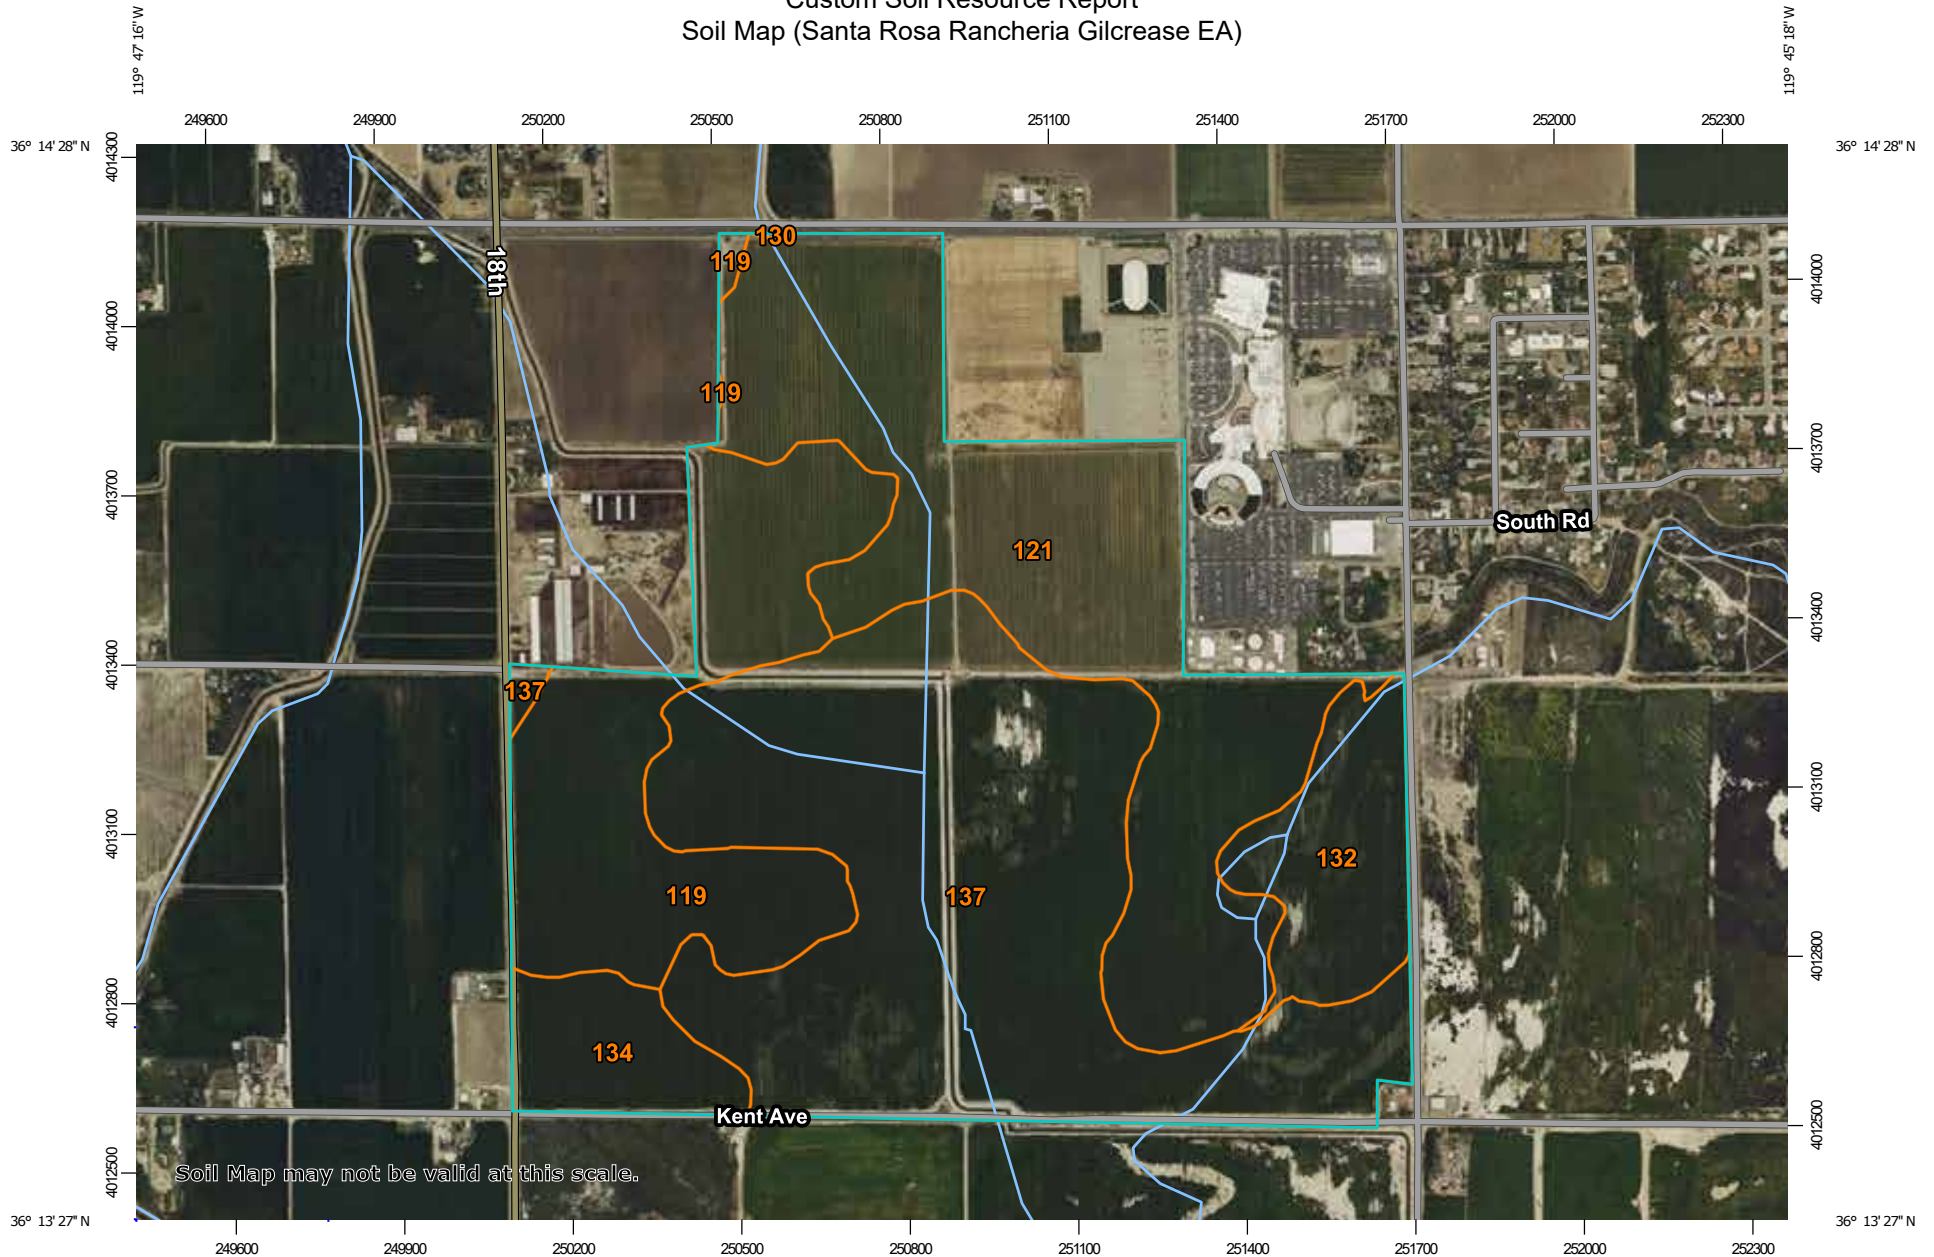 Custom Soil Resource Report
Soil Map (Santa Rosa Rancheria Gilcrease EA)
119° 47' 16" W
119° 45' 18" W
249600 249900 250200 250500 250800 251100 251400 251700 252000 252300
36° 14' 28" N
36° 14' 28" N
4014300
4014000
4013700
4013400
4013100
4012800
4012500
4014000
4013700
4013400
4013100
4012800
4012500
18th
130
119
119
121
South Rd
137
132
119
137
134
Kent Ave
Soil Map may not be valid at this scale.
36° 13' 27" N
36° 13' 27" N
249600 249900 250200 250500 250800 251100 251400 251700 252000 252300